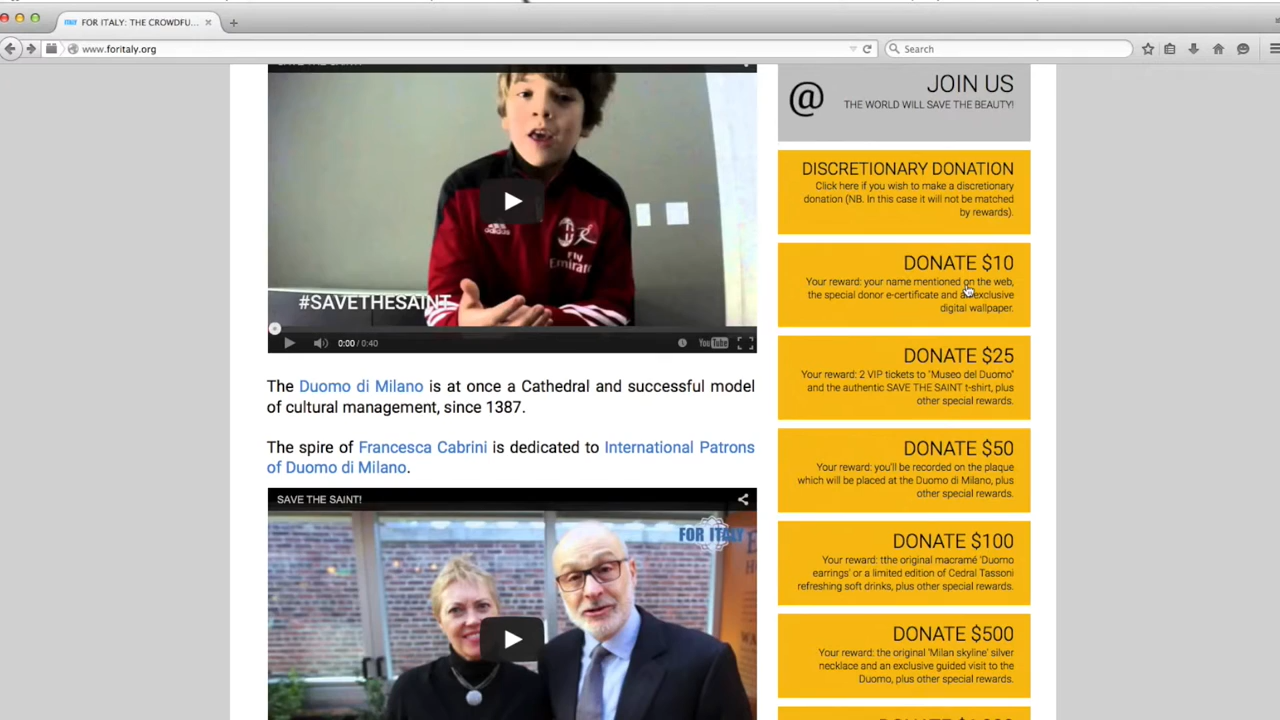 FOR ITALY: THE CROWDFU...
www.foritaly.org
Search
JOIN US
@
THE WORLD WILL SAVE THE BEAUTY!
DISCRETIONARY DONATION
Click here if you wish to make a discretionary
donation (NB. In this case it will not be matched
by rewards).
DONATE $10
Your reward: your name mentioned on the web,
the special donor e-certificate and an exclusive
digital wallpaper.
DONATE $25
Your reward: 2 VIP tickets to "Museo del Duomo"
and the authentic SAVE THE SAINT t-shirt, plus
other special rewards.
DONATE $50
Your reward: you'll be recorded on the plaque
which will be placed at the Duomo di Milano, plus
other special rewards.
DONATE $100
Your reward: tthe original macramé 'Duomo
earrings' or a limited edition of Cedral Tassoni
refreshing soft drinks, plus other special rewards.
DONATE $500
Your reward: the original 'Milan skyline' silver
necklace and an exclusive guided visit to the
Duomo, plus other special rewards.
adidas
Fly
Emirates
#SAVETHESAINT
0:00 / 0:40
YouTube
The Duomo di Milano is at once a Cathedral and successful model
of cultural management, since 1387.
The spire of Francesca Cabrini is dedicated to International Patrons
of Duomo di Milano.
SAVE THE SAINT!
FOR ITALY